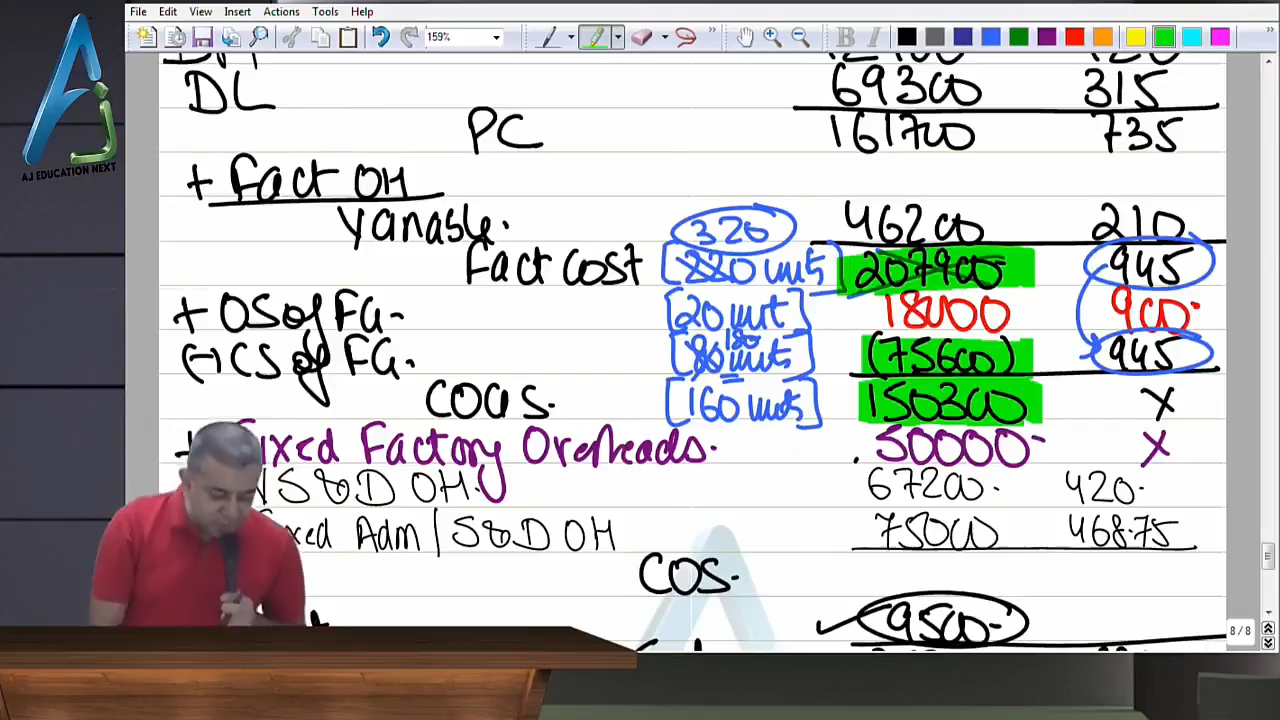 File Edit View Insert Actions Tools Help
159%
AJ EDUCATION NEXT
DL 69300 315
PC 161700 735
+ Fact OH
Variable. 320 46200 210
Fact Cost [220 units] 207900 945
+ OS of FG. [20 unit] 18000 900.
(-) CS of FG. [80 180 units] (75600) 945
COGS. [160 units] 150300 X
Fixed Factory Overheads. 50000 X
S&D OH. 67200. 420.
Fixed Adm/S&D OH 75000 468.75
COS.
9500
8 / 8